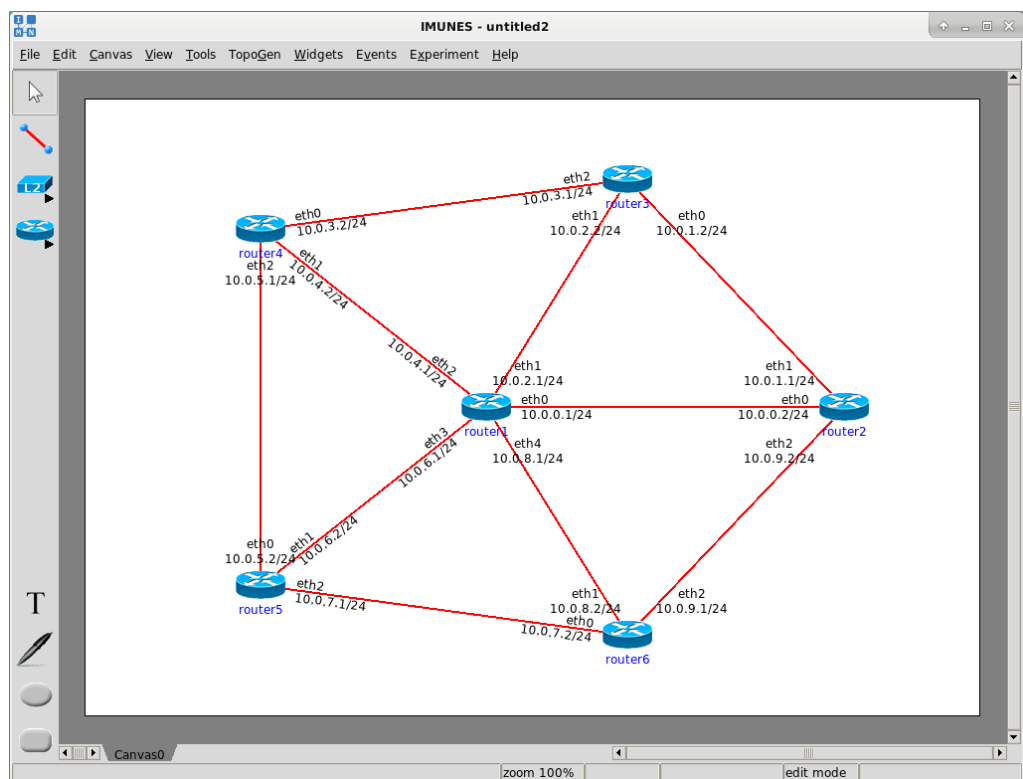 IMUNES - untitled2
File Edit Canvas View Tools TopoGen Widgets Events Experiment Help
L2
eth2
10.0.3.1/24
router3
eth0
10.0.3.2/24
router4
eth1
10.0.2.2/24
eth0
10.0.1.2/24
eth2
10.0.5.1/24
eth1
10.0.4.2/24
eth2
10.0.4.1/24
eth1
10.0.2.1/24
eth1
10.0.1.1/24
eth0
10.0.0.1/24
eth0
10.0.0.2/24
router1
router2
eth3
10.0.6.1/24
eth4
10.0.8.1/24
eth2
10.0.9.2/24
eth0
10.0.5.2/24
eth1
10.0.6.2/24
router5
eth2
10.0.7.1/24
eth1
10.0.8.2/24
eth2
10.0.9.1/24
eth0
10.0.7.2/24
router6
T
Canvas0
zoom 100%
edit mode